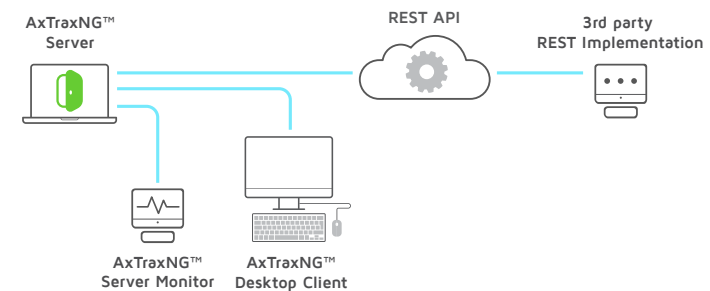 AxTraxNG™
Server
REST API
3rd party
REST Implementation
AxTraxNG™
Server Monitor
AxTraxNG™
Desktop Client